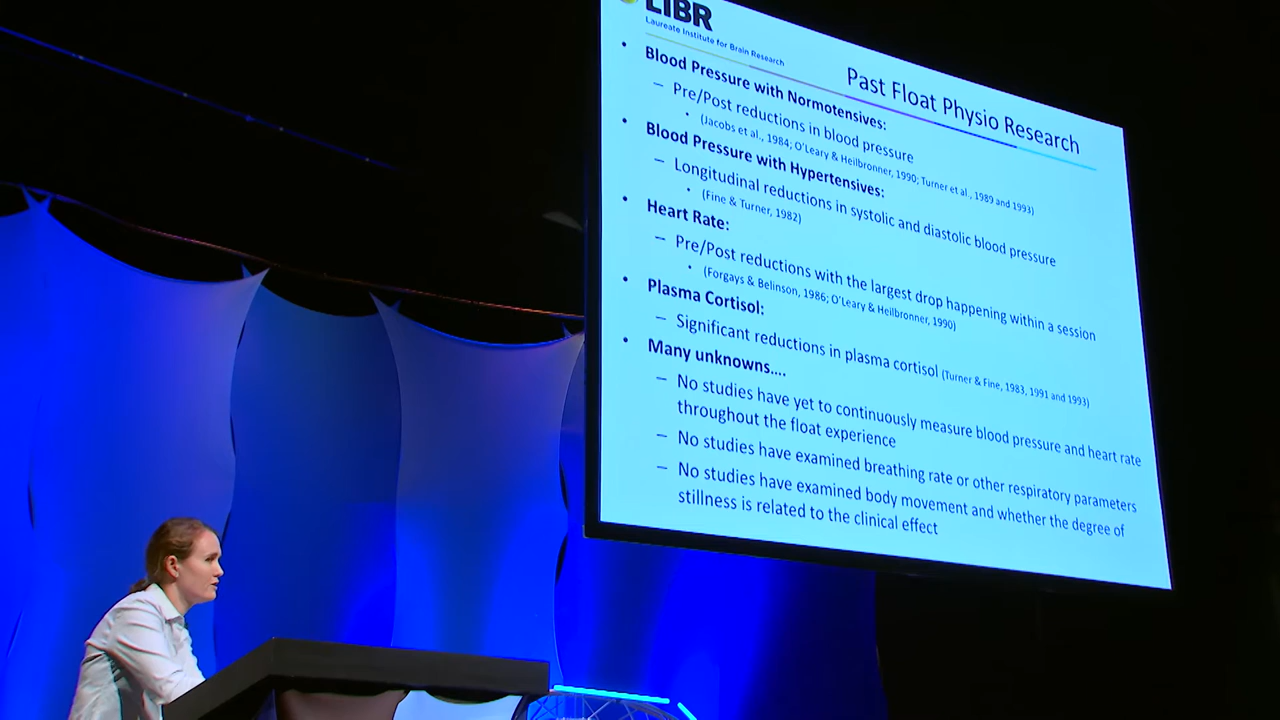 LIBR
Laureate Institute for Brain Research
Past Float Physio Research
• Blood Pressure with Normotensives:
– Pre/Post reductions in blood pressure
• (Jacobs et al., 1984; O'Leary & Heilbronner, 1990; Turner et al., 1989 and 1993)
• Blood Pressure with Hypertensives:
– Longitudinal reductions in systolic and diastolic blood pressure
• (Fine & Turner, 1982)
• Heart Rate:
– Pre/Post reductions with the largest drop happening within a session
• (Forgays & Belinson, 1986; O'Leary & Heilbronner, 1990)
• Plasma Cortisol:
– Significant reductions in plasma cortisol (Turner & Fine, 1983, 1991 and 1993)
• Many unknowns....
– No studies have yet to continuously measure blood pressure and heart rate
throughout the float experience
– No studies have examined breathing rate or other respiratory parameters
– No studies have examined body movement and whether the degree of
stillness is related to the clinical effect